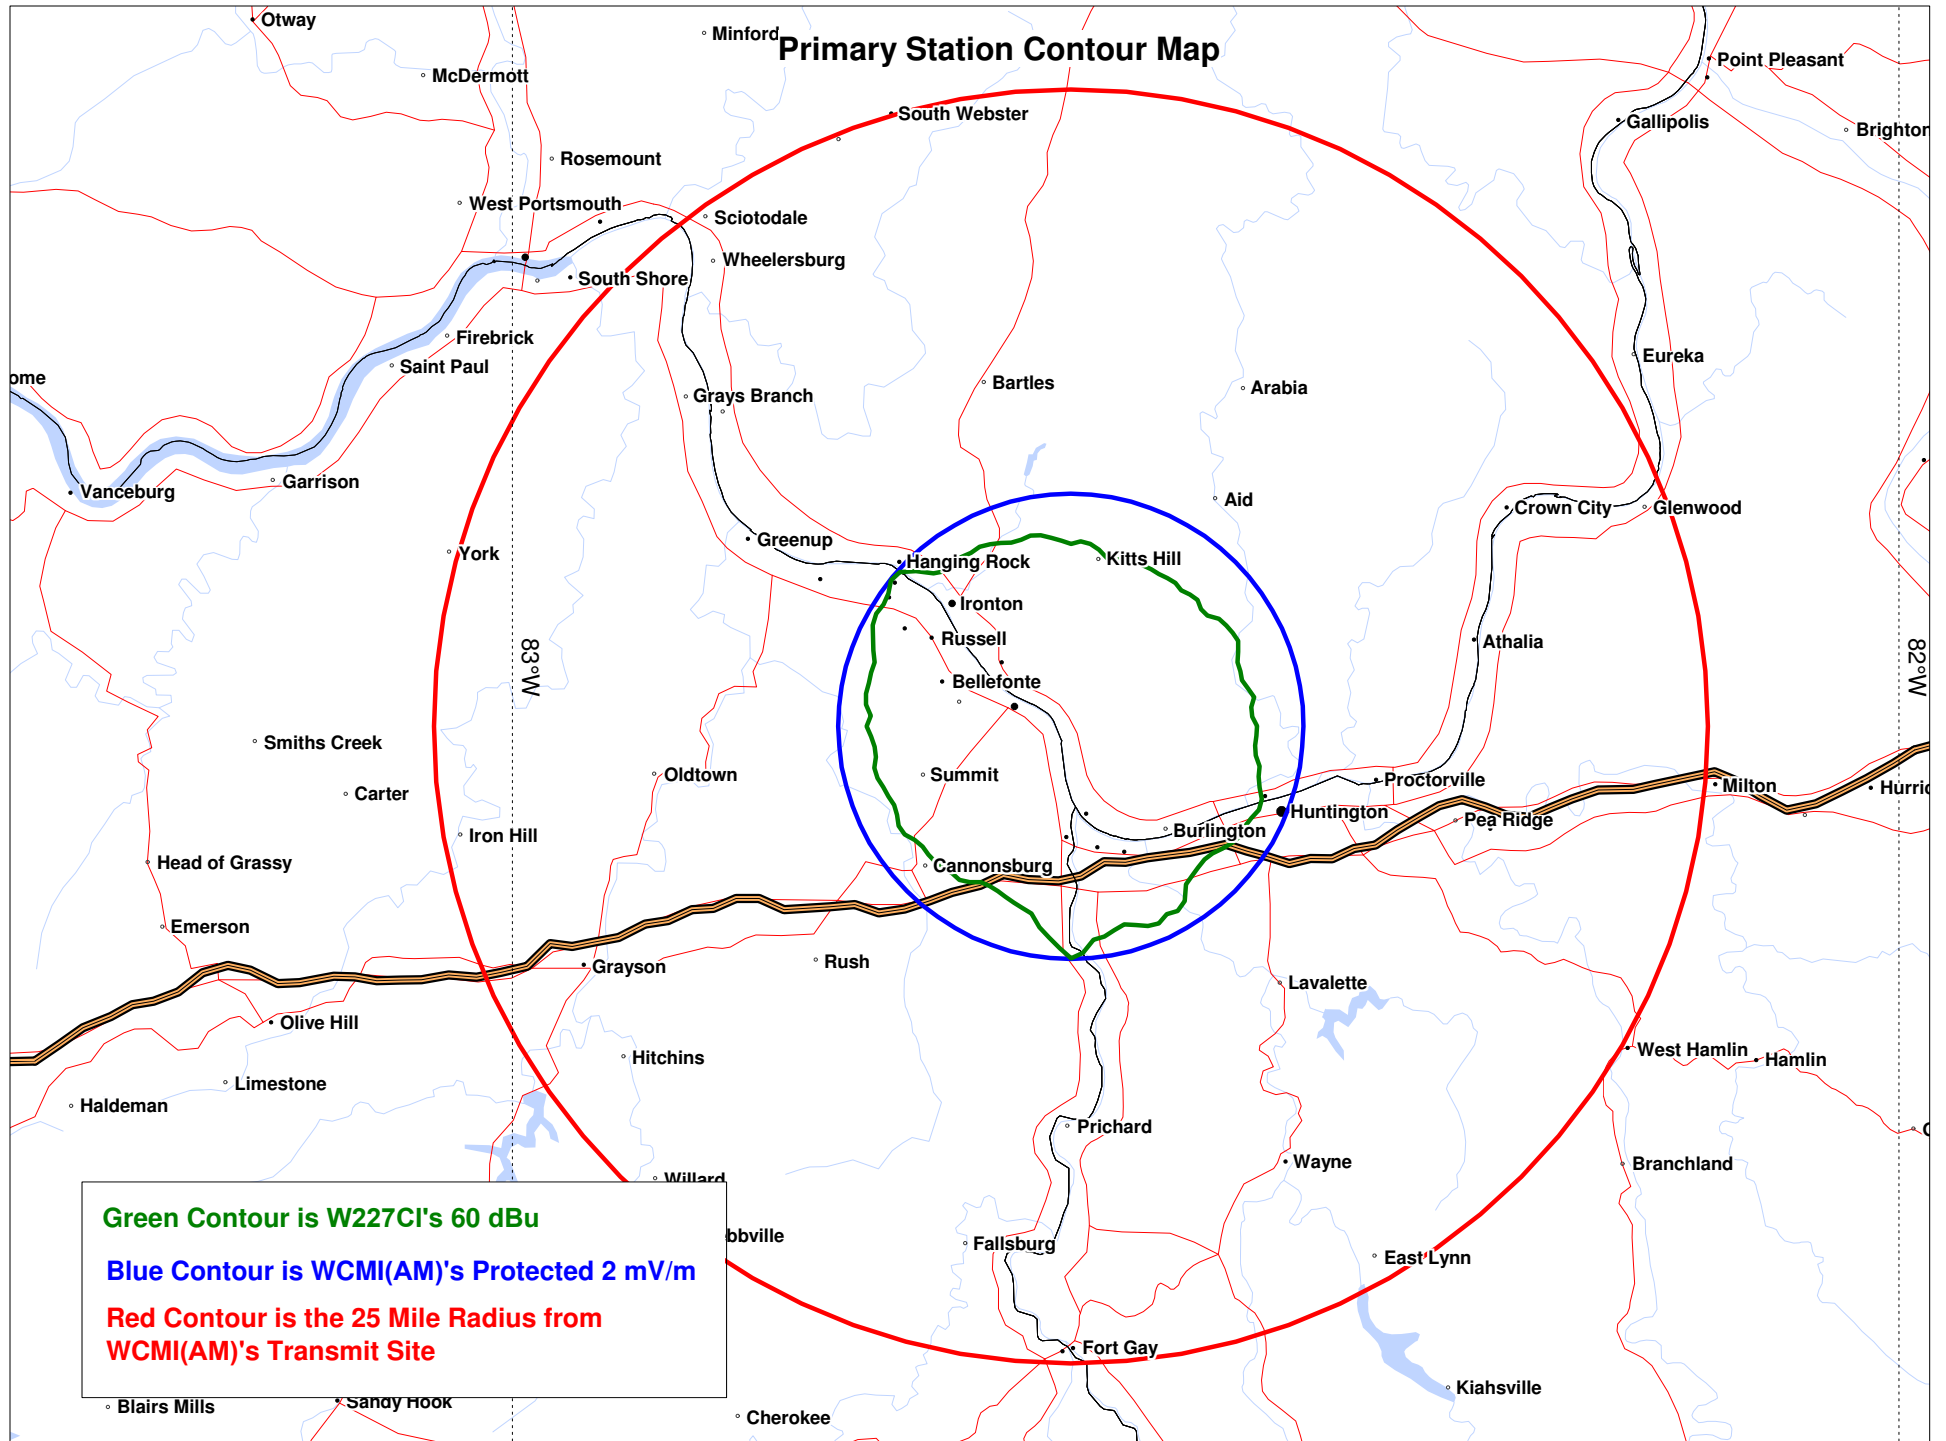 Otway
Minford
Primary Station Contour Map
Point Pleasant
McDermott
South Webster
Gallipolis
Brighton
Rosemount
West Portsmouth
Sciotodale
Wheelersburg
South Shore
Firebrick
Eureka
Saint Paul
ome
Bartles
Arabia
Grays Branch
Garrison
Vanceburg
Aid
Crown City
Glenwood
Greenup
York
Hanging Rock
Kitts Hill
Ironton
Russell
Athalia
83°W
82°W
Bellefonte
Smiths Creek
Oldtown
Summit
Proctorville
Milton
Hurric
Carter
Huntington
Pea Ridge
Burlington
Iron Hill
Head of Grassy
Cannonsburg
Emerson
Grayson
Rush
Lavalette
Olive Hill
West Hamlin
Hamlin
Hitchins
Limestone
Haldeman
Prichard
Wayne
Branchland
Willard
Green Contour is W227CI's 60 dBu
bbville
Fallsburg
East Lynn
Blue Contour is WCMI(AM)'s Protected 2 mV/m
Red Contour is the 25 Mile Radius from
WCMI(AM)'s Transmit Site
Fort Gay
Kiahsville
Sandy Hook
Blairs Mills
Cherokee